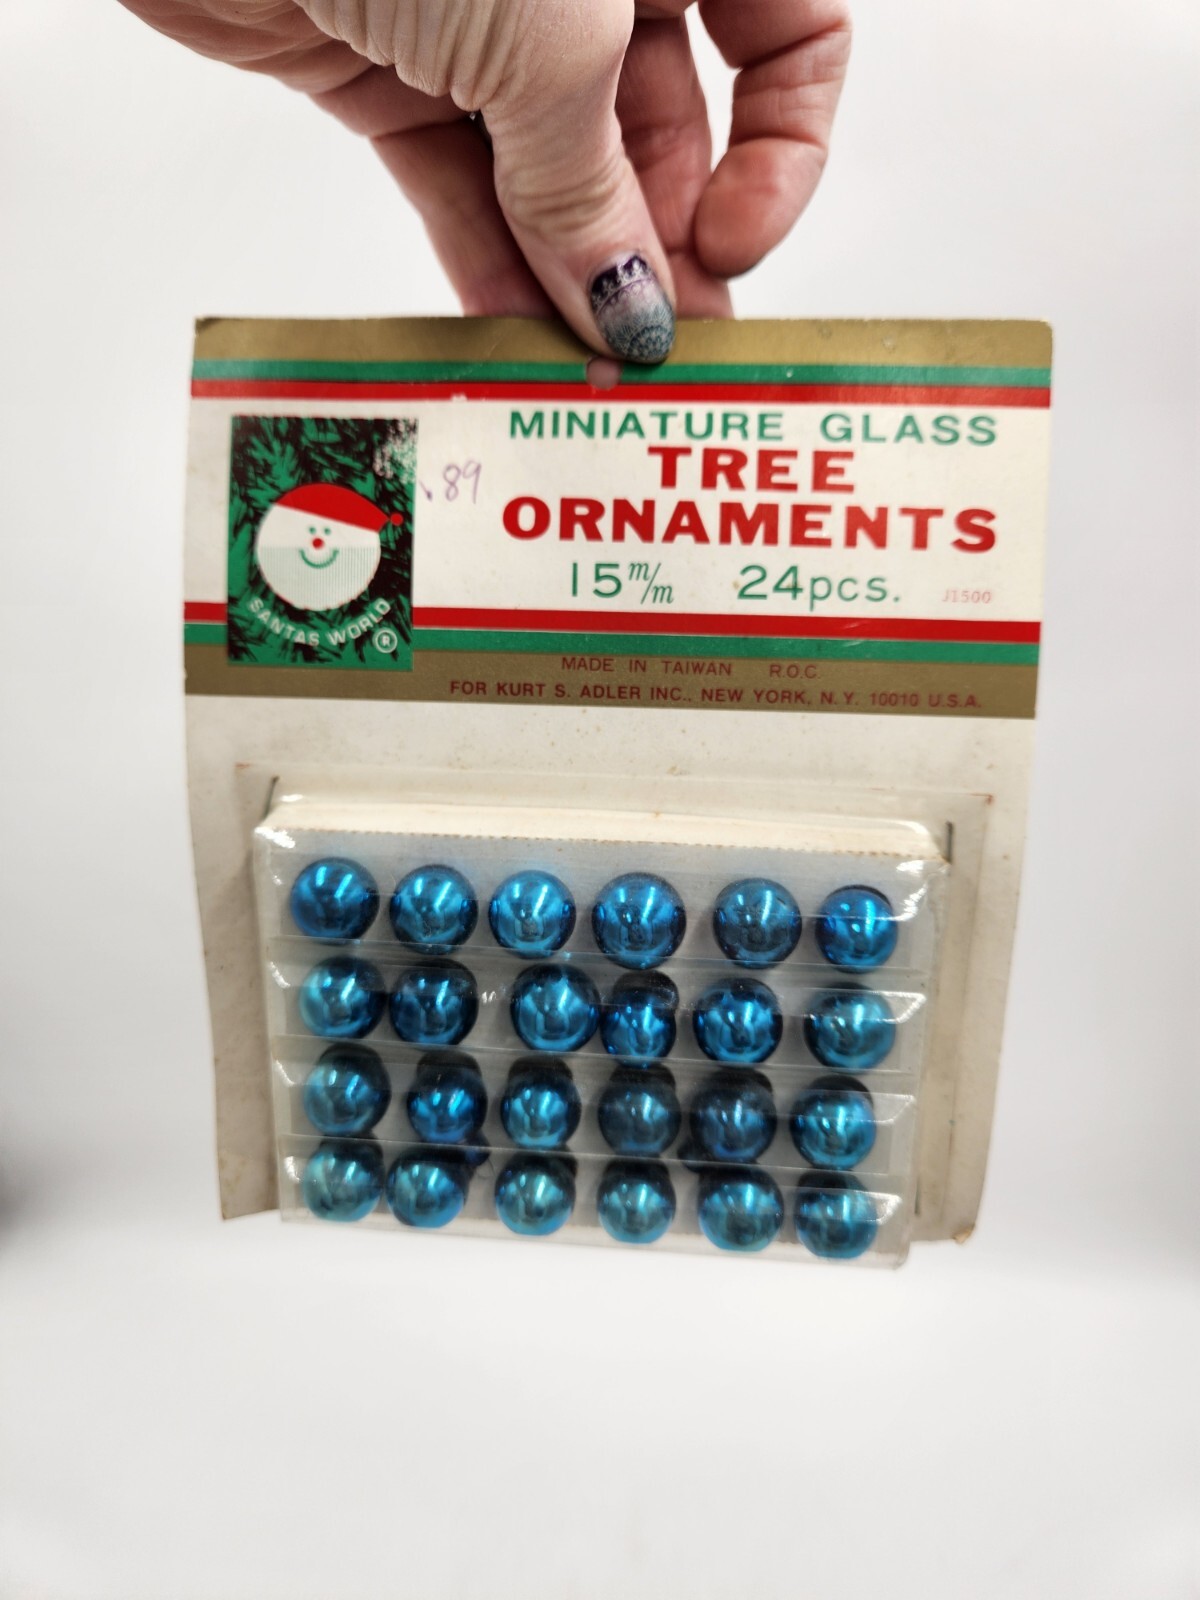 MINIATURE GLASS
TREE
ORNAMENTS
.89
15 m/m 24pcs. J1500
SANTAS WORLD ®
MADE IN TAIWAN R.O.C.
FOR KURT S. ADLER INC., NEW YORK, N.Y. 10010 U.S.A.